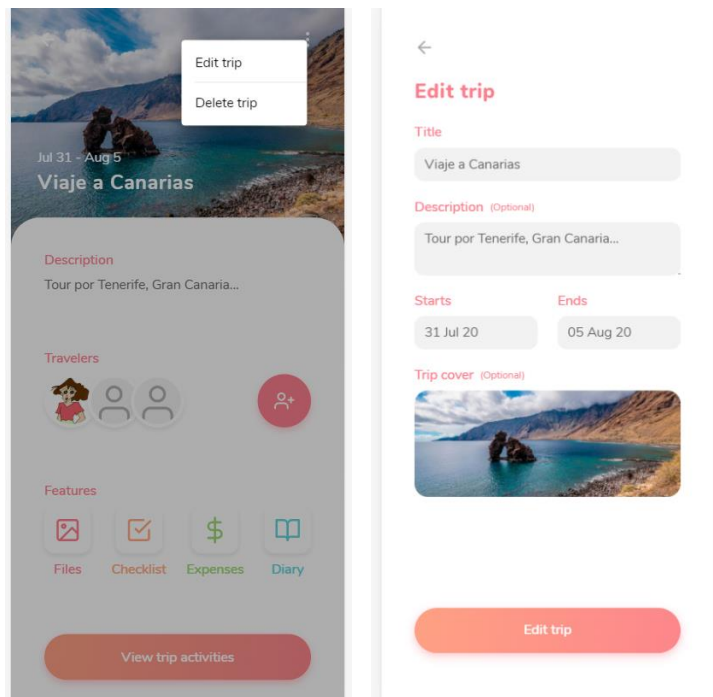 Edit trip
Delete trip
Jul 31 - Aug 5
Viaje a Canarias
Description
Tour por Tenerife, Gran Canaria...
Travelers
Features
Files Checklist Expenses Diary
View trip activities
Edit trip
Title
Viaje a Canarias
Description (Optional)
Tour por Tenerife, Gran Canaria...
Starts Ends
31 Jul 20 05 Aug 20
Trip cover (Optional)
Edit trip